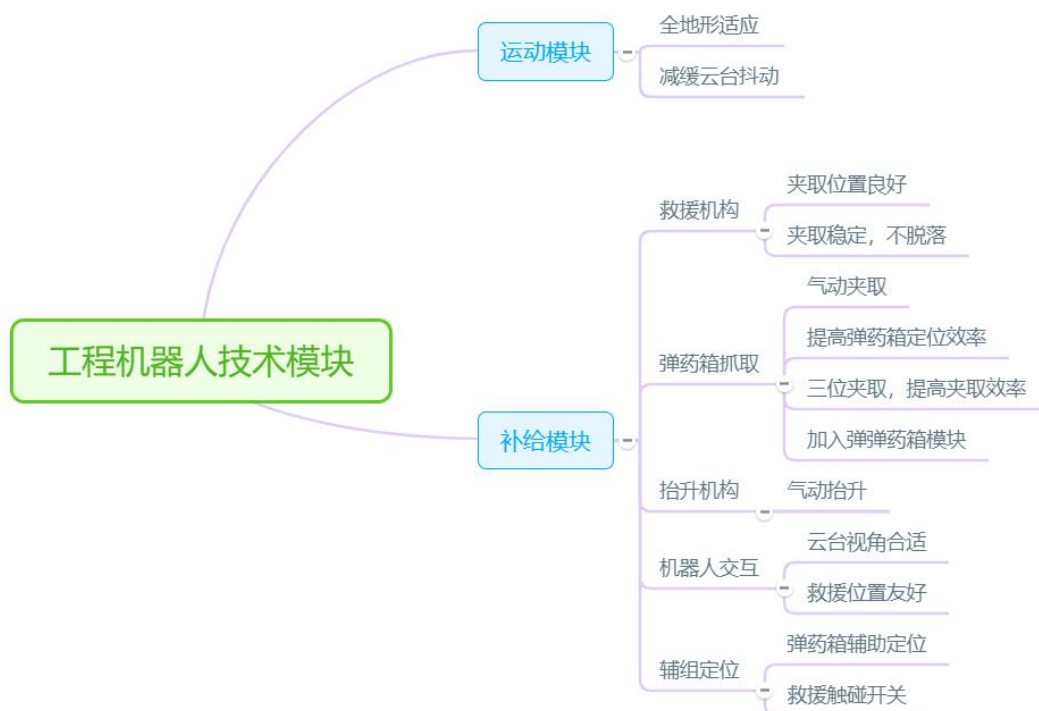 全地形适应
运动模块
减缓云台抖动
夹取位置良好
救援机构
夹取稳定，不脱落
气动夹取
提高弹药箱定位效率
弹药箱抓取
三位夹取，提高夹取效率
加入弹弹药箱模块
工程机器人技术模块
补给模块
抬升机构
气动抬升
云台视角合适
机器人交互
救援位置友好
弹药箱辅助定位
辅组定位
救援触碰开关